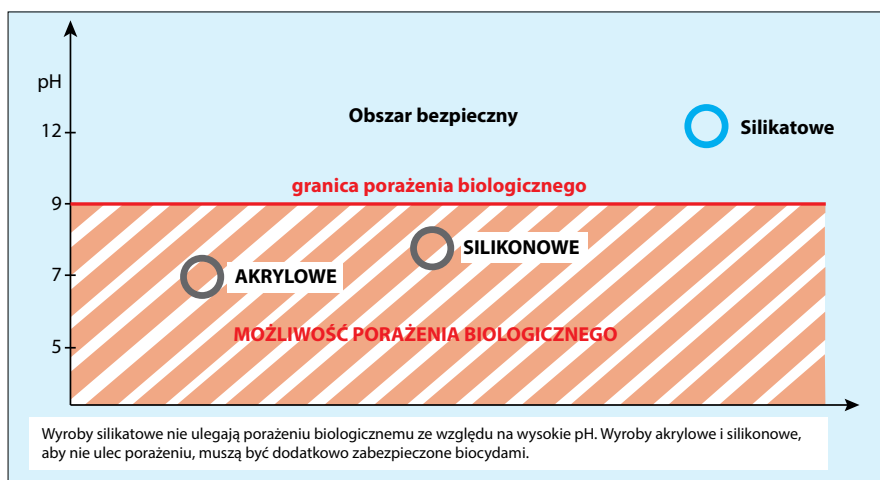 pH
Obszar bezpieczny
12
Silikatowe
granica porażenia biologicznego
9
SILIKONOWE
7
AKRYLOWE
MOŻLIWOŚĆ PORAŻENIA BIOLOGICZNEGO
5
Wyroby silikatowe nie ulegają porażeniu biologicznemu ze względu na wysokie pH. Wyroby akrylowe i silikonowe,
aby nie ulec porażeniu, muszą być dodatkowo zabezpieczone biocydami.